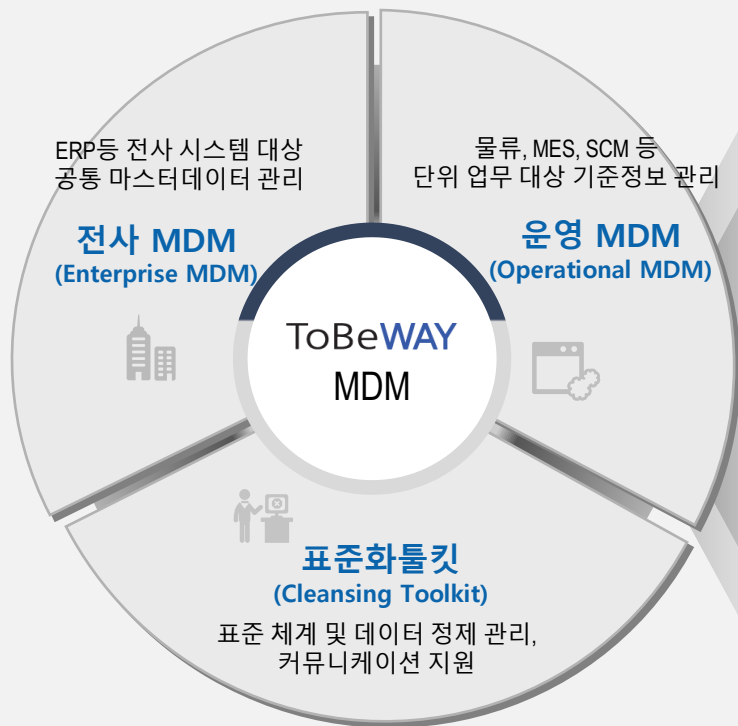 ERP등 전사 시스템 대상
공통 마스터데이터 관리
전사 MDM
(Enterprise MDM)
물류, MES, SCM 등
단위 업무 대상 기준정보 관리
운영 MDM
(Operational MDM)
ToBeWAY
MDM
표준화툴킷
(Cleansing Toolkit)
표준 체계 및 데이터 정제 관리,
커뮤니케이션 지원